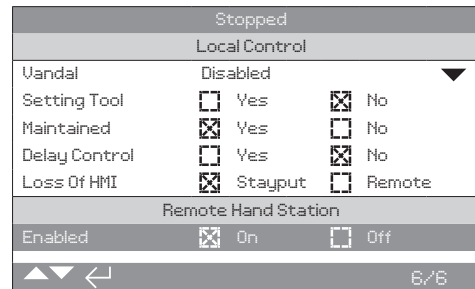 Stopped
Local Control
Vandal Disabled
Setting Tool Yes No
Maintained Yes No
Delay Control Yes No
Loss Of HMI Stayput Remote
Remote Hand Station
Enabled On Off
6/6